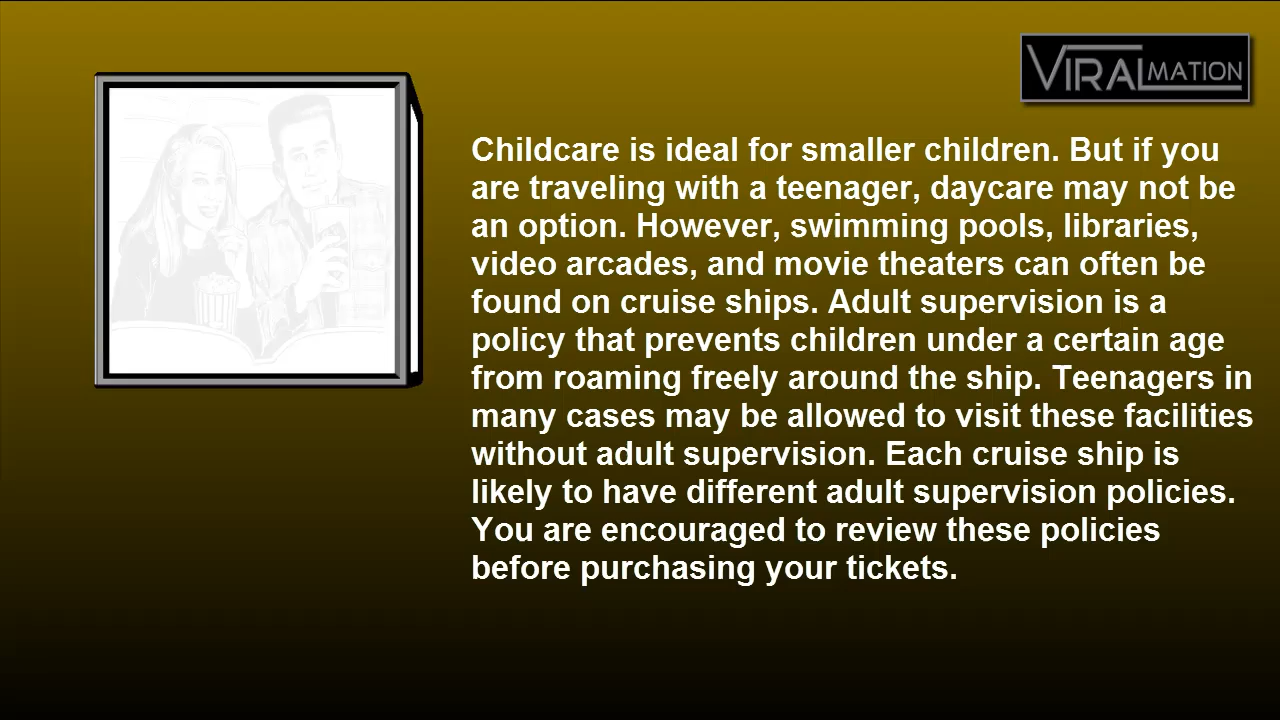 VIRALMATION
Childcare is ideal for smaller children. But if you
are traveling with a teenager, daycare may not be
an option. However, swimming pools, libraries,
video arcades, and movie theaters can often be
found on cruise ships. Adult supervision is a
policy that prevents children under a certain age
from roaming freely around the ship. Teenagers in
many cases may be allowed to visit these facilities
without adult supervision. Each cruise ship is
likely to have different adult supervision policies.
You are encouraged to review these policies
before purchasing your tickets.